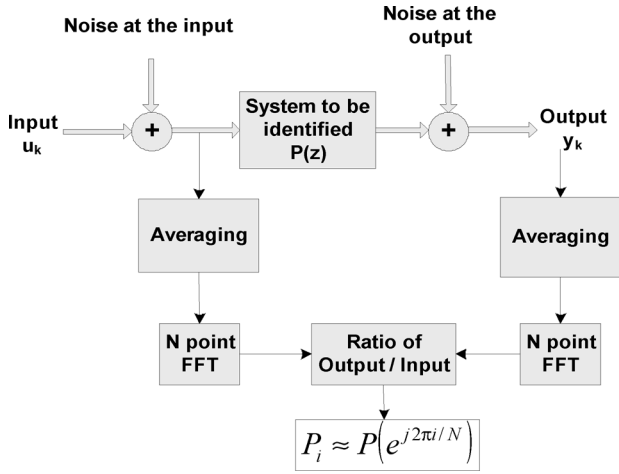 Noise at the input
Noise at the
output
Input
uₖ
+
System to be
identified
P(z)
+
Output
yₖ
Averaging
Averaging
N point
FFT
Ratio of
Output / Input
N point
FFT
Pᵢ ≈ P(e^{j2πi/N})